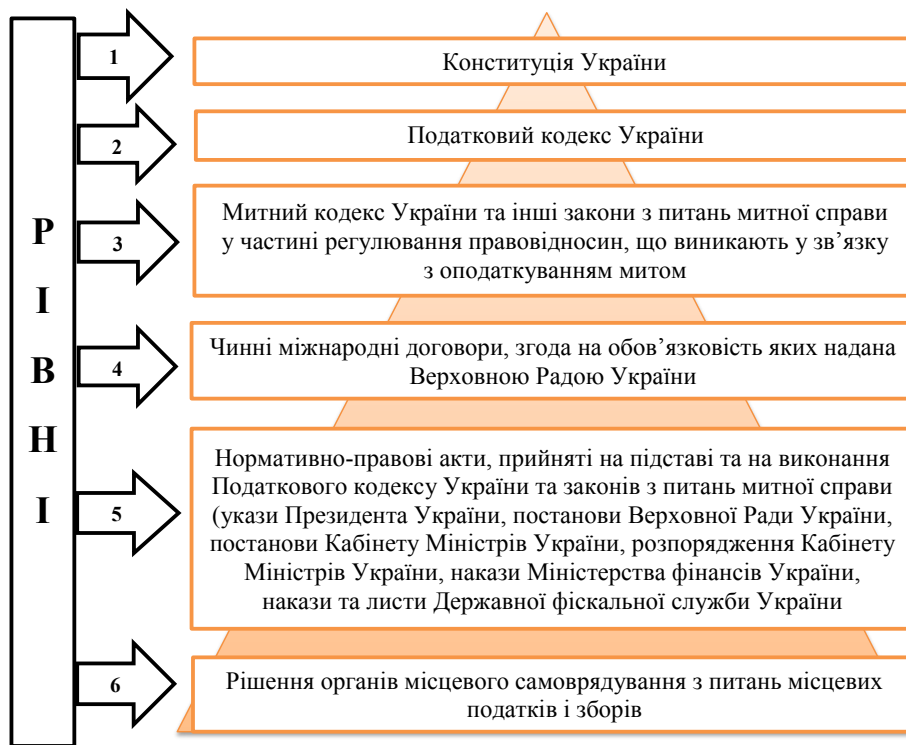 РІВНІ
1
Конституція України
2
Податковий кодекс України
3
Митний кодекс України та інші закони з питань митної справи
у частині регулювання правовідносин, що виникають у зв’язку
з оподаткуванням митом
4
Чинні міжнародні договори, згода на обов’язковість яких надана
Верховною Радою України
5
Нормативно-правові акти, прийняті на підставі та на виконання
Податкового кодексу України та законів з питань митної справи
(укази Президента України, постанови Верховної Ради України,
постанови Кабінету Міністрів України, розпорядження Кабінету
Міністрів України, накази Міністерства фінансів України,
накази та листи Державної фіскальної служби України
6
Рішення органів місцевого самоврядування з питань місцевих
податків і зборів